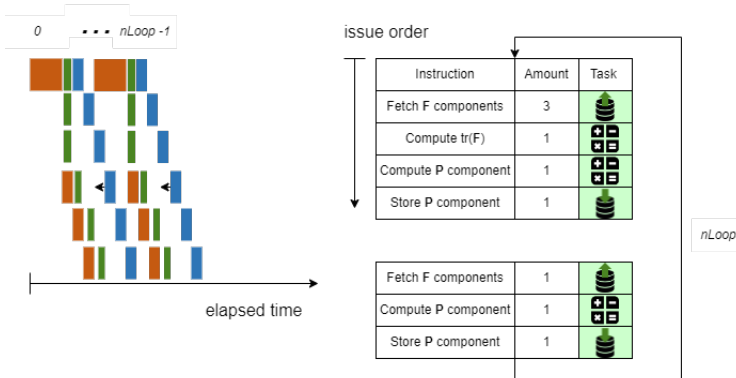 0 • • • nLoop -1
issue order
Instruction Amount Task
Fetch F components 3
Compute tr(F) 1
Compute P component 1
Store P component 1
nLoop
Fetch F components 1
Compute P component 1
Store P component 1
elapsed time